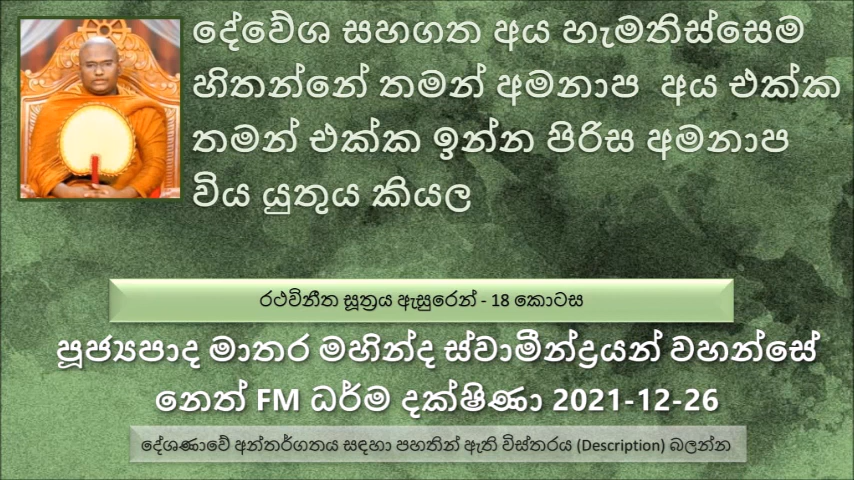 දේවේශ සහගත අය හැමතිස්සෙම
හිතන්නේ තමන් අමනාප අය එක්ක
තමන් එක්ක ඉන්න පිරිස අමනාප
විය යුතුය කියල
රථවිනීත සූත්‍රය ඇසුරෙන් - 18 කොටස
පූජ්‍යපාද මාතර මහින්ද ස්වාමීන්ද්‍රයන් වහන්සේ
නෙත් FM ධර්ම දක්ෂිණා 2021-12-26
දේශණාවේ අන්තර්ගතය සඳහා පහතින් ඇති විස්තරය (Description) බලන්න